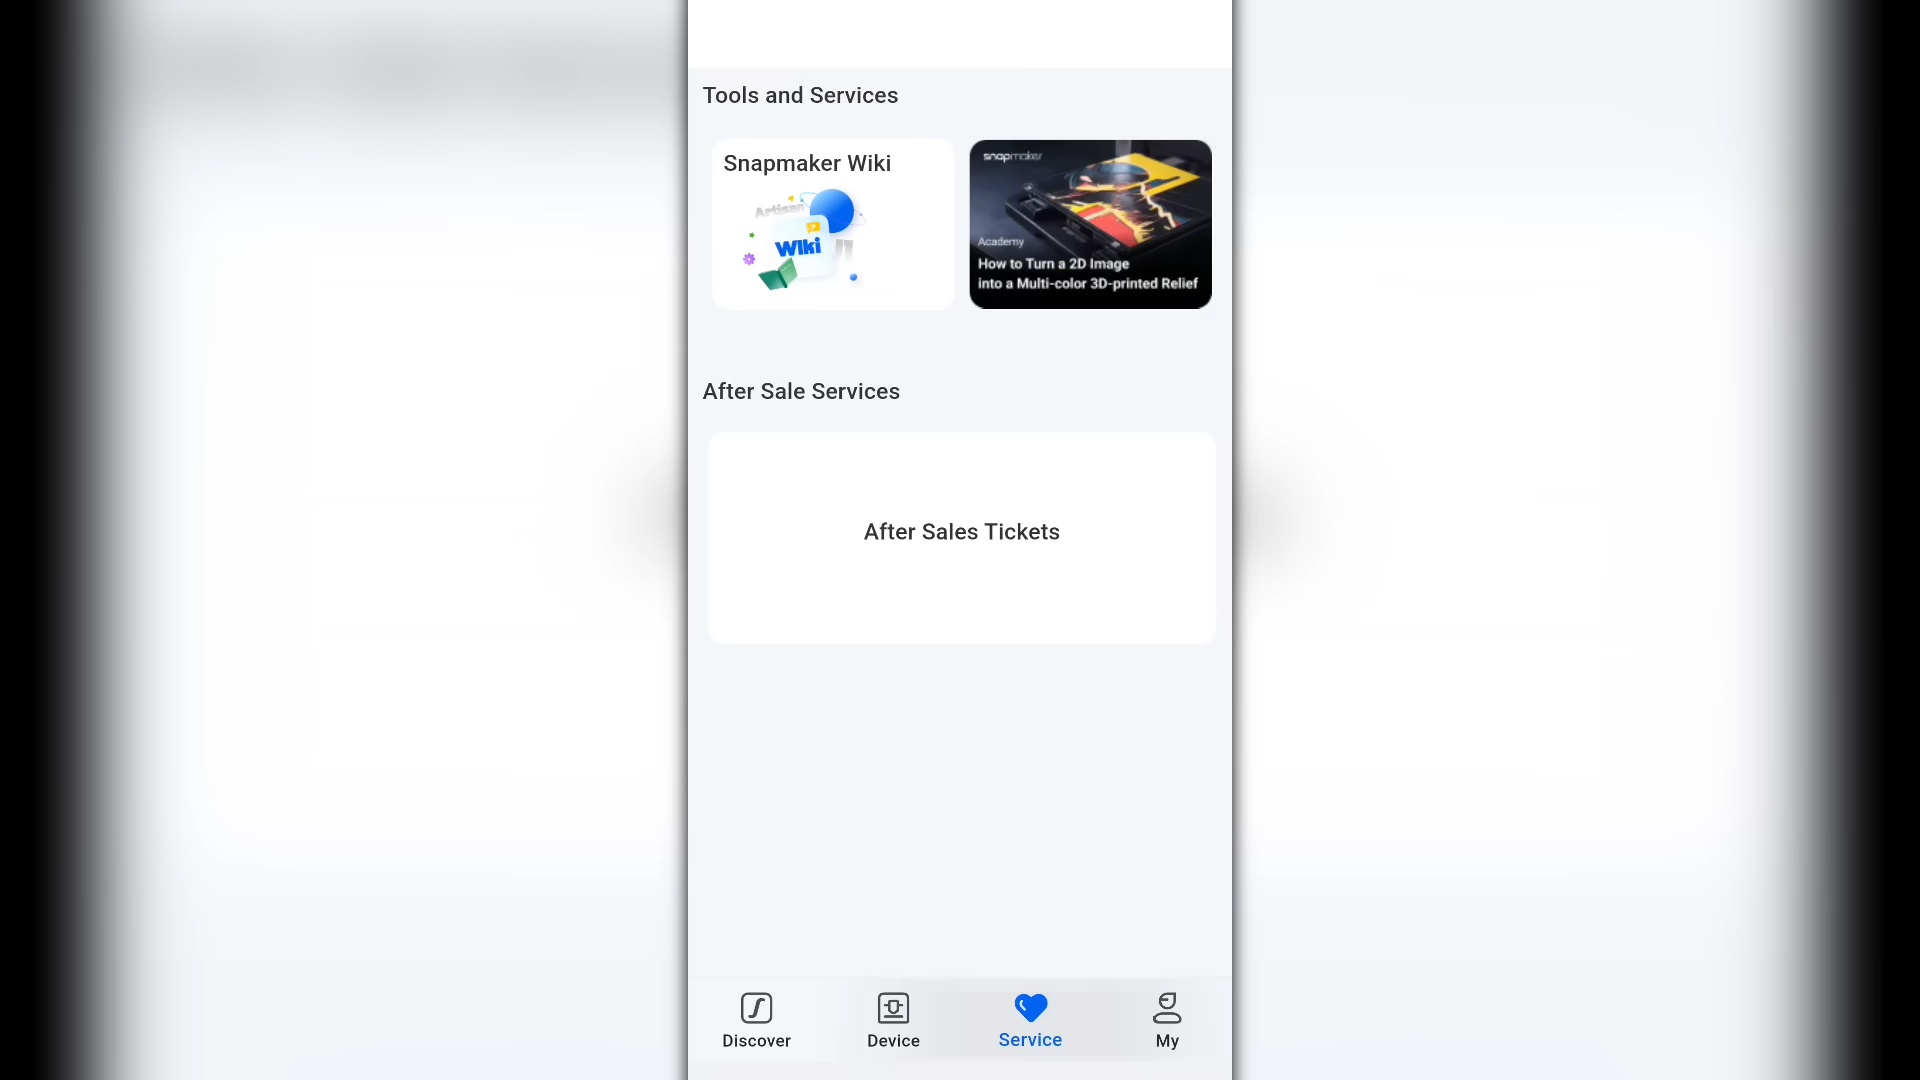 Tools and Services
Snapmaker Wiki
Artisan
Wiki
snapmaker
Academy
How to Turn a 2D Image
into a Multi-color 3D-printed Relief
After Sale Services
After Sales Tickets
Discover
Device
Service
My